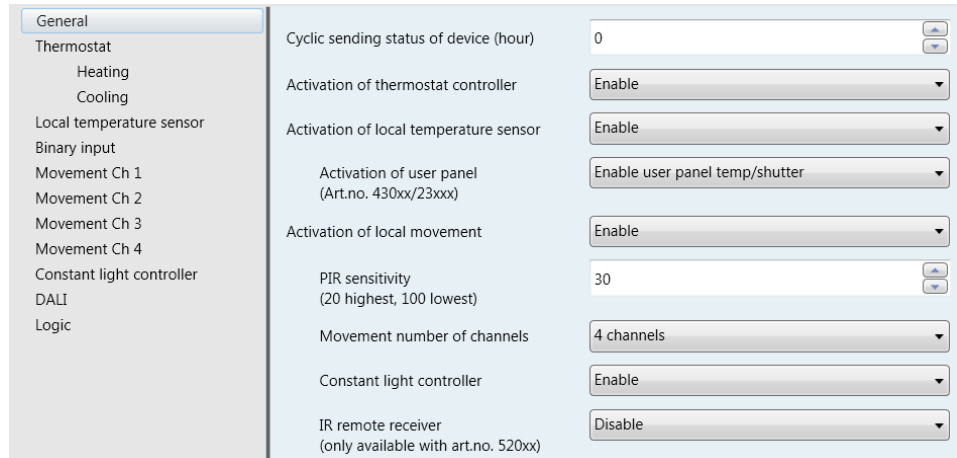 General
Thermostat
Heating
Cooling
Local temperature sensor
Binary input
Movement Ch 1
Movement Ch 2
Movement Ch 3
Movement Ch 4
Constant light controller
DALI
Logic
Cyclic sending status of device (hour)
0
Activation of thermostat controller
Enable
Activation of local temperature sensor
Enable
Activation of user panel
(Art.no. 430xx/23xxx)
Enable user panel temp/shutter
Activation of local movement
Enable
PIR sensitivity
(20 highest, 100 lowest)
30
Movement number of channels
4 channels
Constant light controller
Enable
IR remote receiver
(only available with art.no. 520xx)
Disable